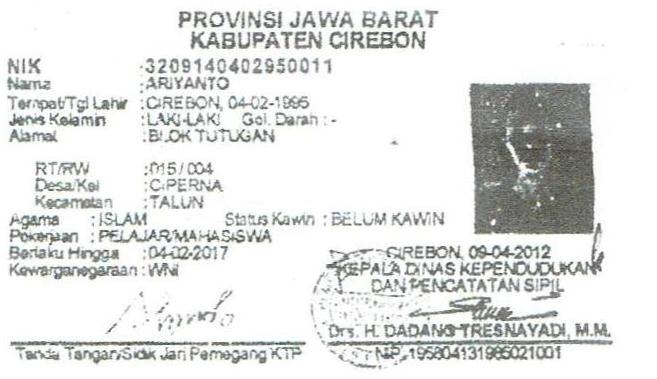 PROVINSI JAWA BARAT
KABUPATEN CIREBON
NIK : 3209140402950011
Nama : ARIYANTO
Tempat/Tgl Lahir : CIREBON, 04-02-1995
Jenis Kelamin : LAKI-LAKI Gol. Darah : -
Alamat : BLOK TUTUGAN
RT/RW : 015 / 004
Desa/Kel : CIPERNA
Kecamatan : TALUN
Agama : ISLAM Status Kawin : BELUM KAWIN
Pekerjaan : PELAJAR/MAHASISWA
Berlaku Hingga : 04-02-2017
Kewarganegaraan : WNI
CIREBON, 09-04-2012
KEPALA DINAS KEPENDUDUKAN
DAN PENCATATAN SIPIL
Drs. H. DADANG TRESNAYADI, M.M.
Tanda Tangan/Sidik Jari Pemegang KTP
NIP. 195804131985021001